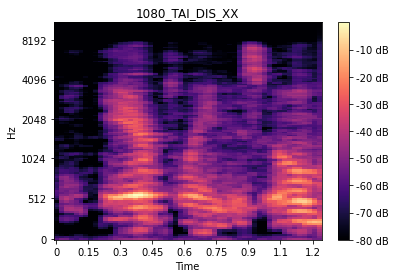 1080_TAI_DIS_XX
8192
4096
2048
1024
512
0
Hz
0 0.15 0.3 0.45 0.6 0.75 0.9 1.1 1.2
Time
-10 dB
-20 dB
-30 dB
-40 dB
-50 dB
-60 dB
-70 dB
-80 dB